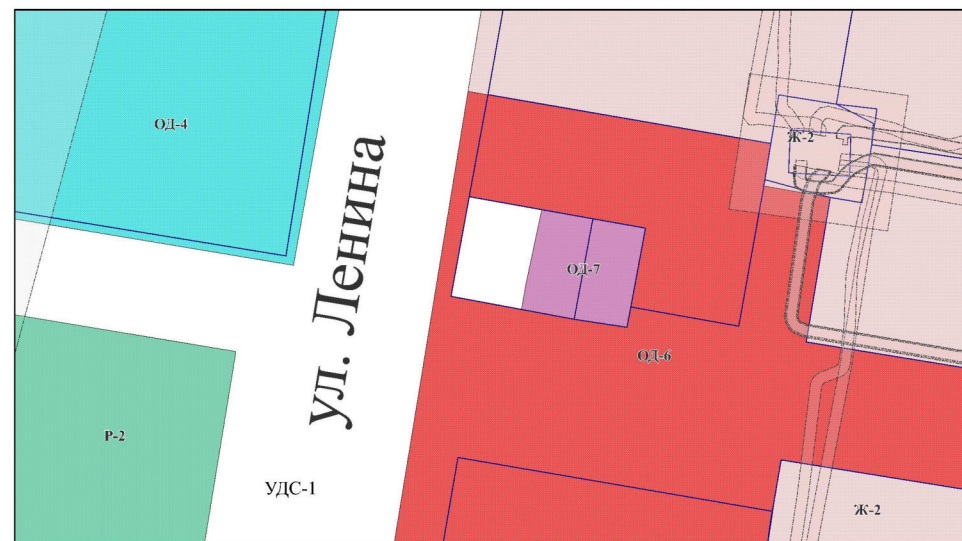 ОД-4
Ж-2
ул. Ленина
ОД-7
ОД-6
Р-2
УДС-1
Ж-2